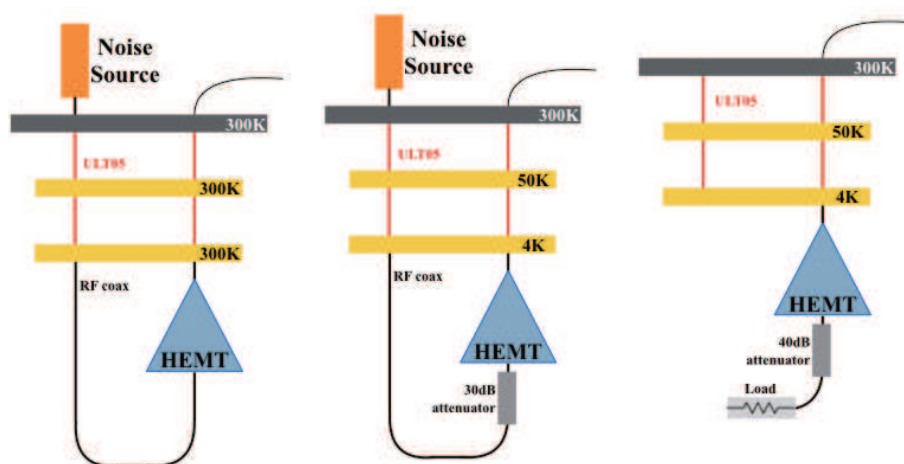 Noise
Source
300K
ULT05
300K
300K
RF coax
HEMT
Noise
Source
300K
ULT05
50K
4K
RF coax
HEMT
30dB
attenuator
300K
ULT05
50K
4K
HEMT
40dB
attenuator
Load